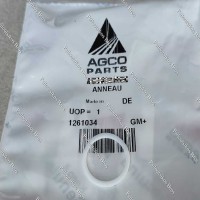 AGCO
PARTS
ANNEAU
Made in: DE
UOP = 1
1261034 GM+